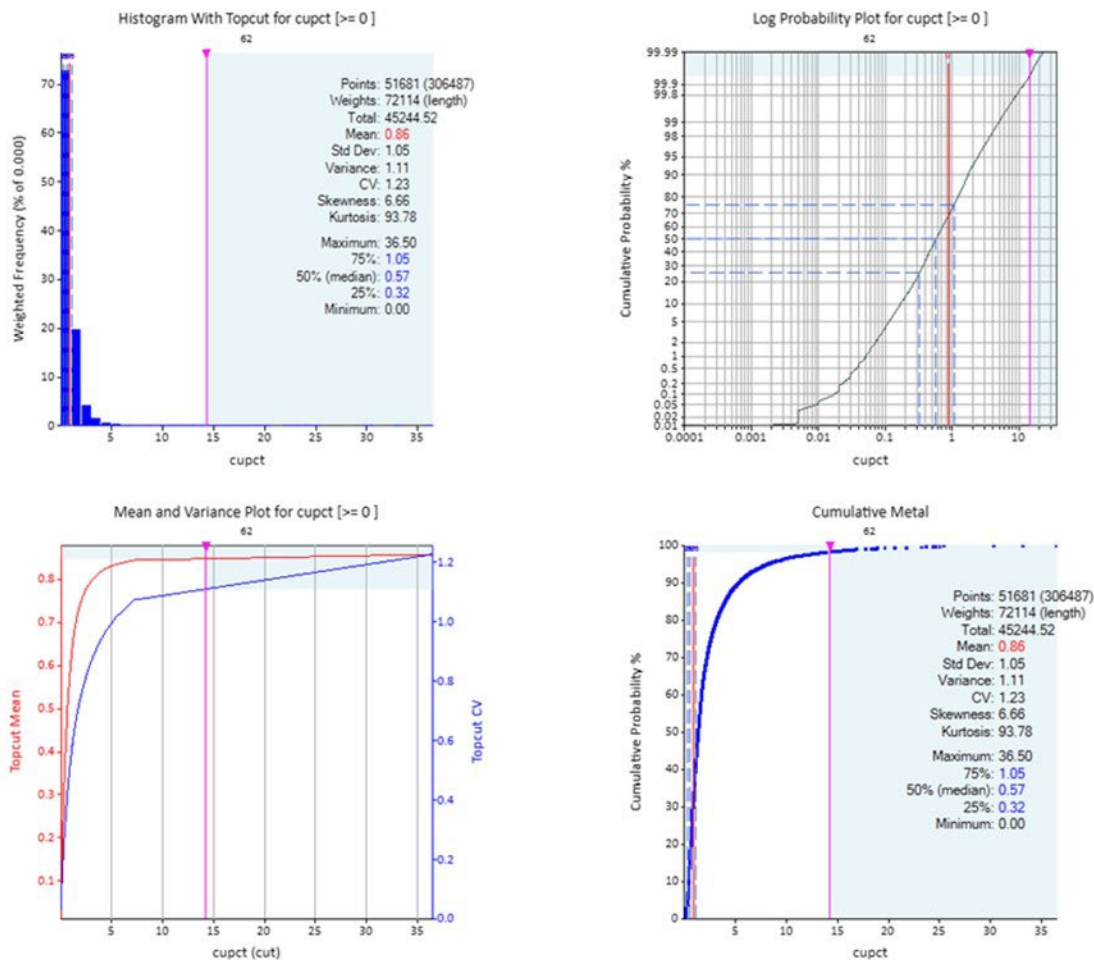 Histogram With Topcut for cupct [>= 0 ]
62
Weighted Frequency (% of 0.000)
70
60
50
40
30
20
10
0
Points: 51681 (306487)
Weights: 72114 (length)
Total: 45244.52
Mean: 0.86
Std Dev: 1.05
Variance: 1.11
CV: 1.23
Skewness: 6.66
Kurtosis: 93.78
Maximum: 36.50
75%: 1.05
50% (median): 0.57
25%: 0.32
Minimum: 0.00
5 10 15 20 25 30 35
cupct
Log Probability Plot for cupct [>= 0 ]
62
Cumulative Probability %
99.99
99.9
99.8
99
98
95
90
80
70
60
50
40
30
20
10
5
2
1
0.5
0.2
0.1
0.05
0.02
0.01
0.0001 0.001 0.01 0.1 1 10
cupct
Mean and Variance Plot for cupct [>= 0 ]
62
Topcut Mean
0.8
0.7
0.6
0.5
0.4
0.3
0.2
0.1
Topcut CV
1.2
1.0
0.8
0.6
0.4
0.2
0.0
5 10 15 20 25 30 35
cupct (cut)
Cumulative Metal
62
Cumulative Probability %
100
90
80
70
60
50
40
30
20
10
0
Points: 51681 (306487)
Weights: 72114 (length)
Total: 45244.52
Mean: 0.86
Std Dev: 1.05
Variance: 1.11
CV: 1.23
Skewness: 6.66
Kurtosis: 93.78
Maximum: 36.50
75%: 1.05
50% (median): 0.57
25%: 0.32
Minimum: 0.00
5 10 15 20 25 30 35
cupct